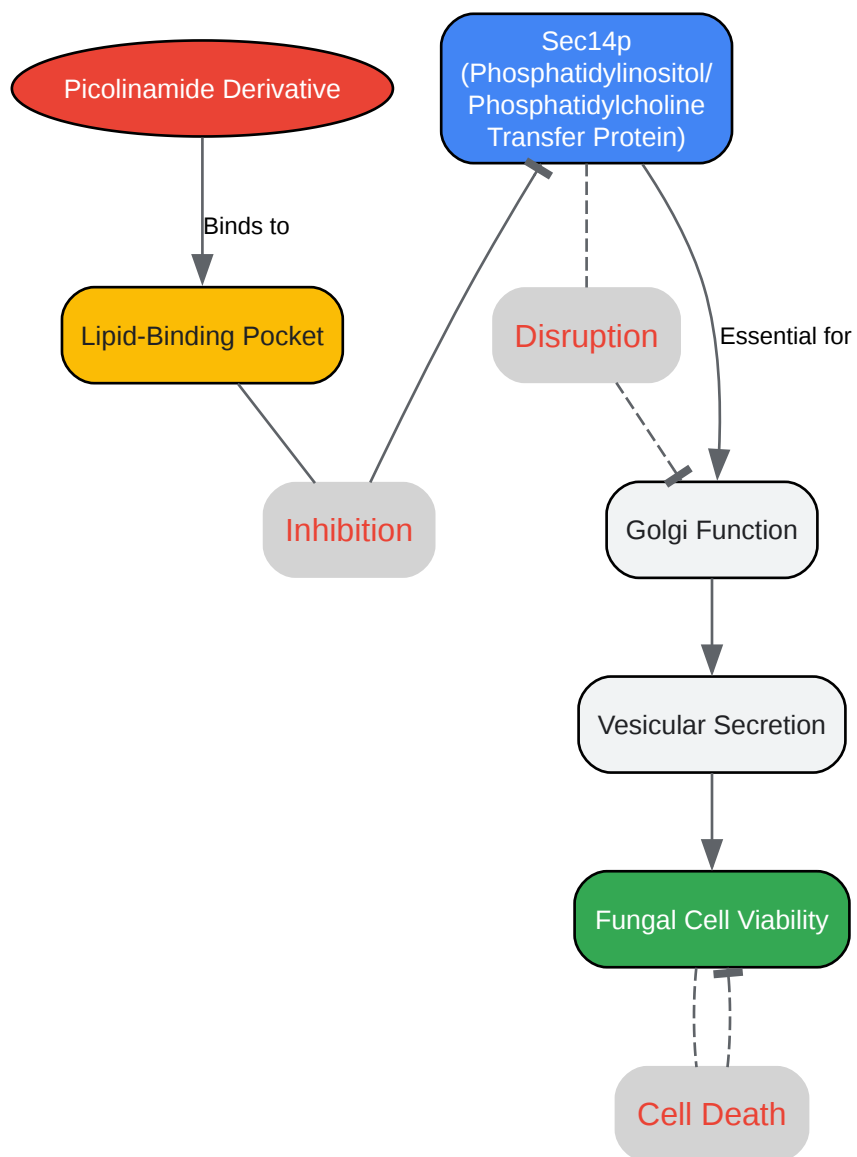 Picolinamide Derivative
Sec14p
(Phosphatidylinositol/
Phosphatidylcholine
Transfer Protein)
Binds to
Lipid-Binding Pocket
Disruption
Essential for
Inhibition
Golgi Function
Vesicular Secretion
Fungal Cell Viability
Cell Death